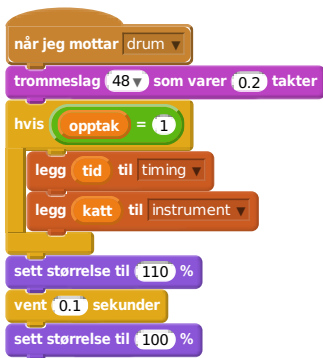 når jeg mottar drum
trommeslag 48 som varer 0.2 takter
hvis opptak = 1
legg tid til timing
legg katt til instrument
sett størrelse til 110 %
vent 0.1 sekunder
sett størrelse til 100 %